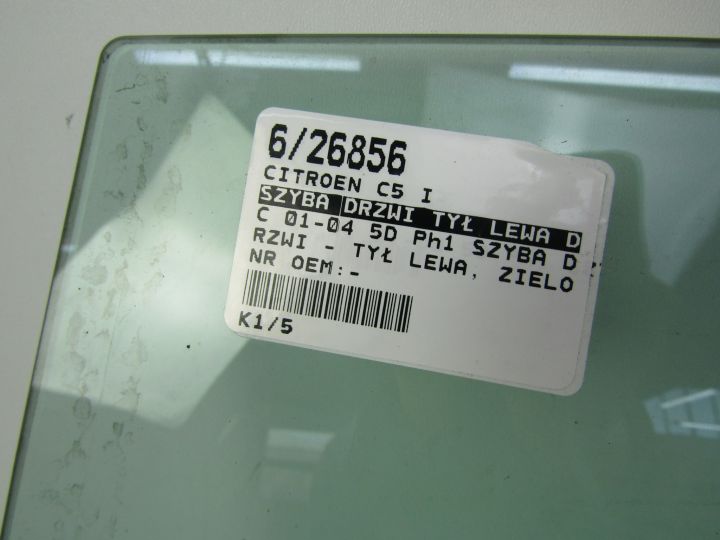 6/26856
CITROEN C5 I
SZYBA DRZWI TYŁ LEWA D
C 01-04 5D Ph1 SZYBA D
RZWI - TYŁ LEWA, ZIELO
NR OEM:-
K1/5